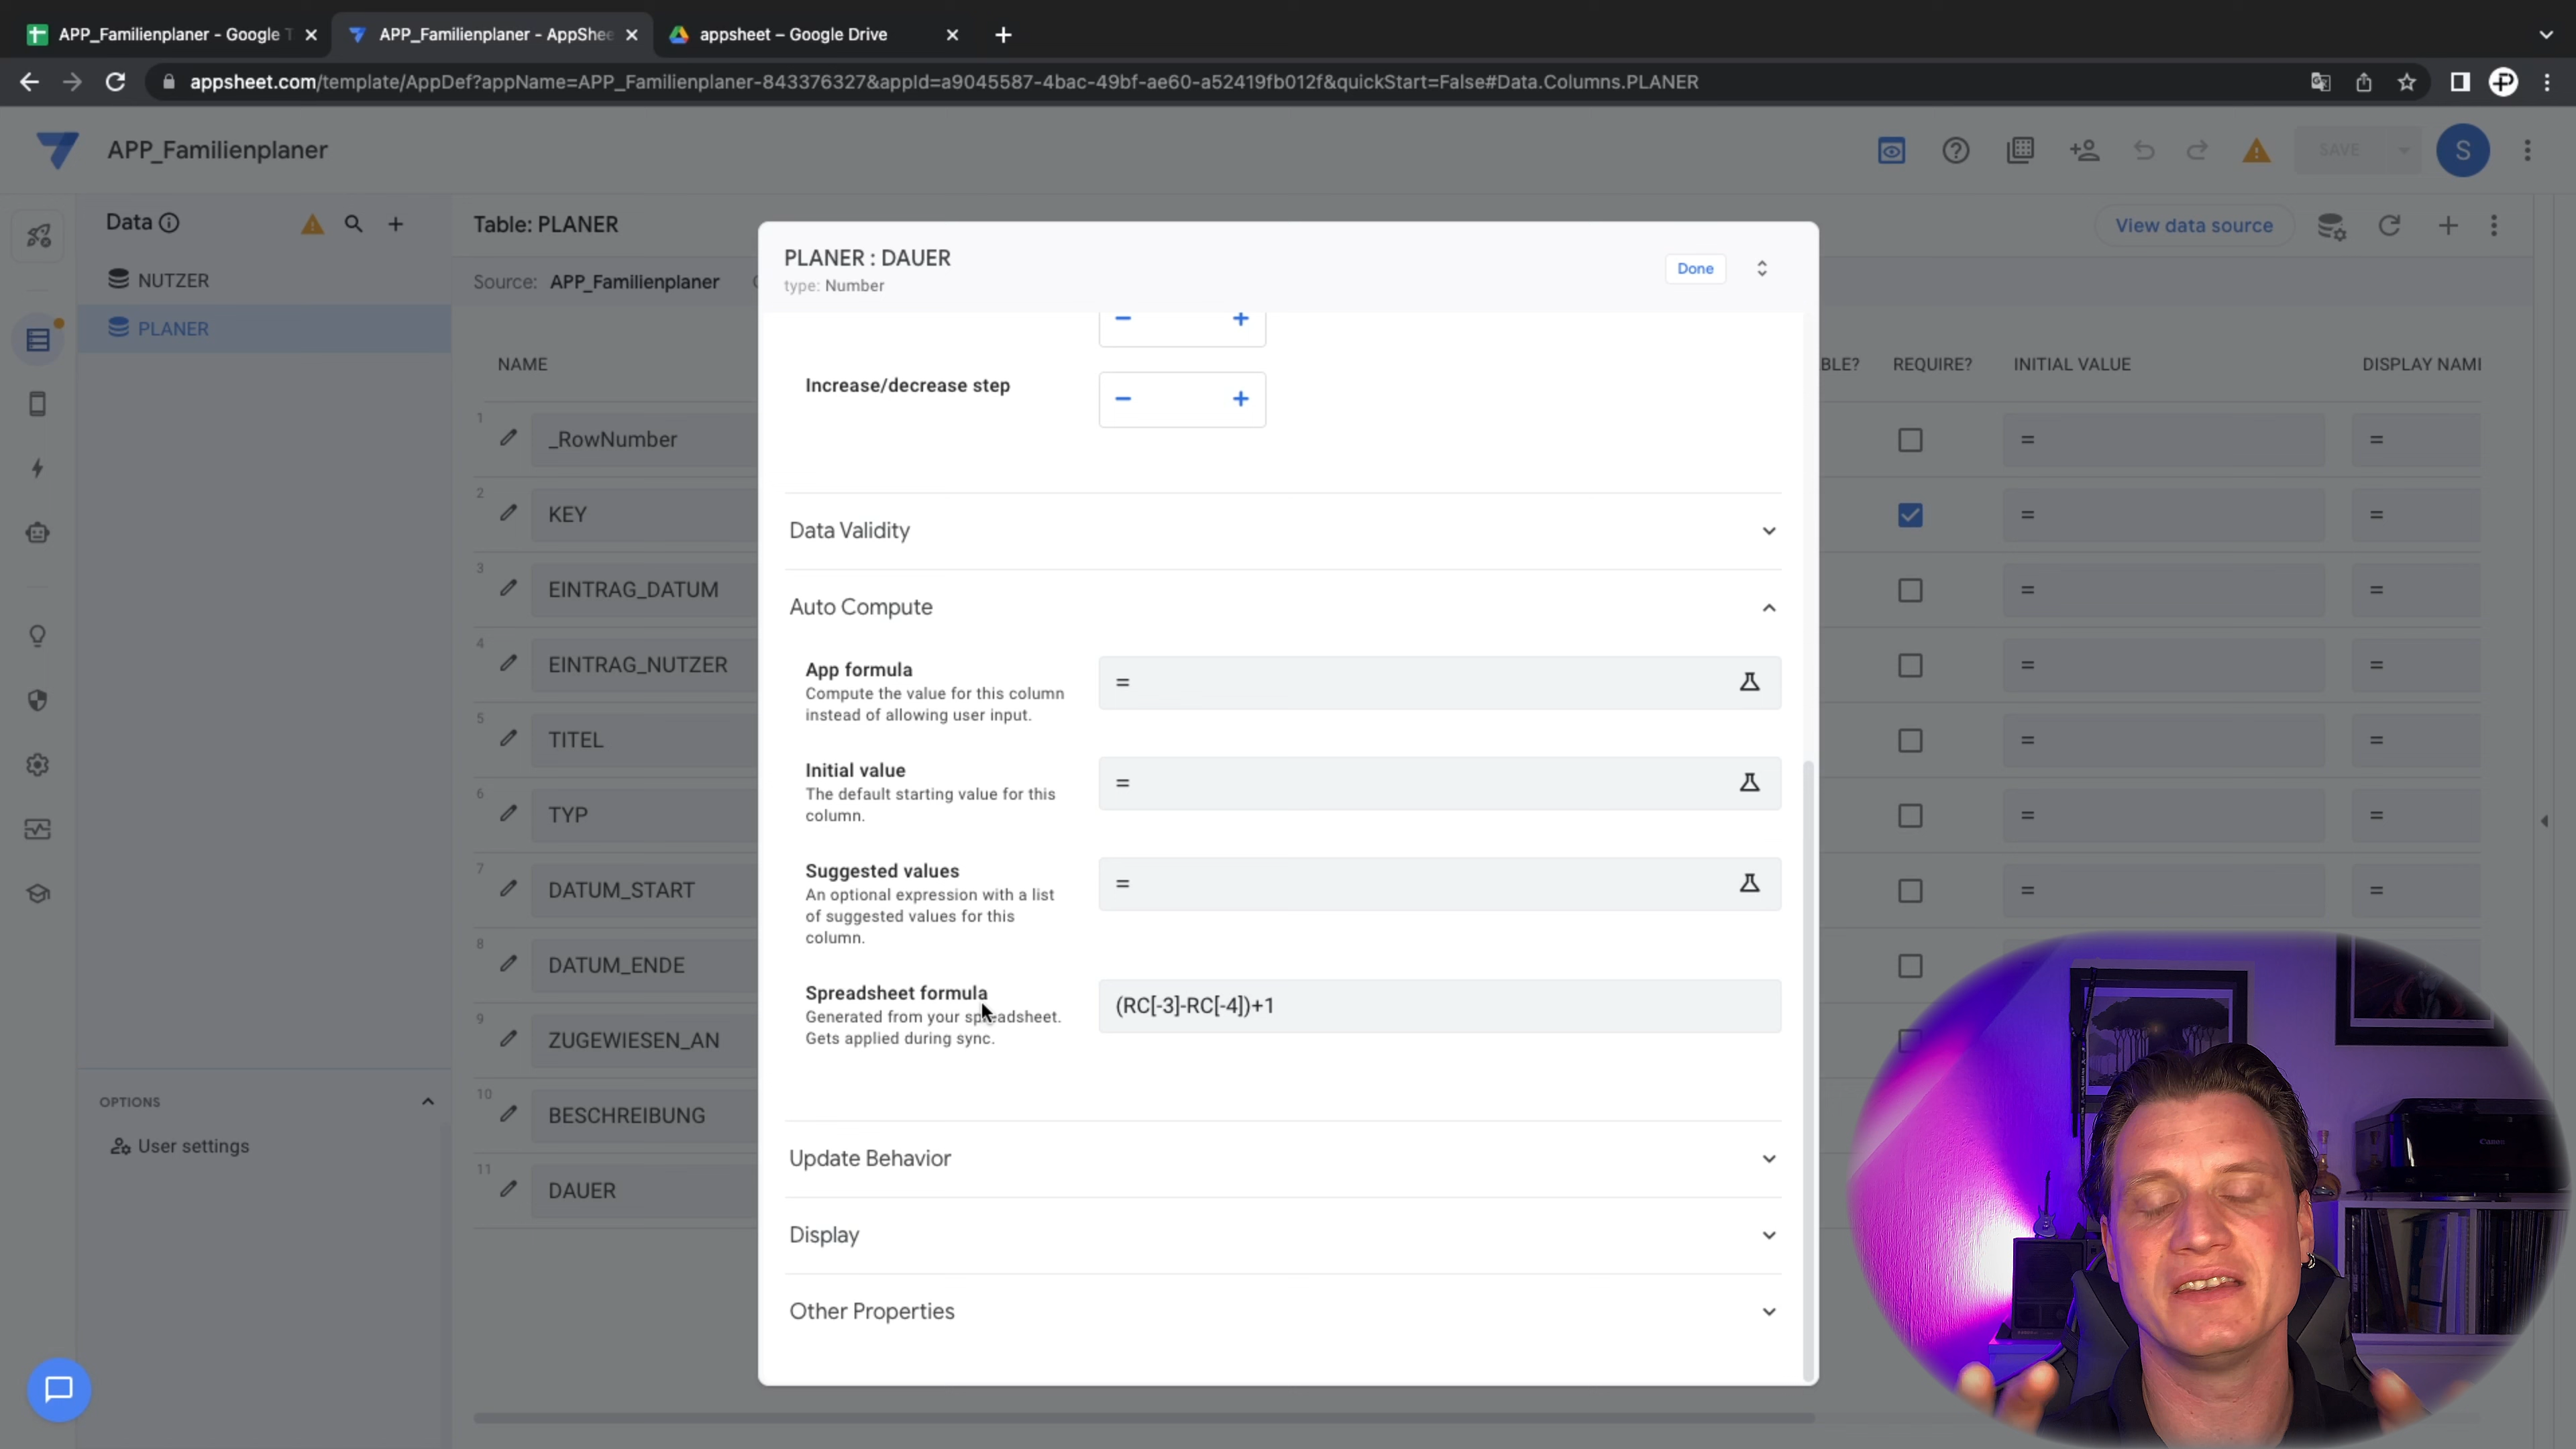 APP_Familienplaner - Google T
APP_Familienplaner - AppShee
appsheet – Google Drive
appsheet.com/template/AppDef?appName=APP_Familienplaner-843376327&appId=a9045587-4bac-49bf-ae60-a52419fb012f&quickStart=False#Data.Columns.PLANER
APP_Familienplaner
SAVE
S
Data
NUTZER
PLANER
OPTIONS
User settings
Table: PLANER
View data source
Source: APP_Familienplaner
NAME
BLE?
REQUIRE?
INITIAL VALUE
DISPLAY NAM
1 _RowNumber = =
2 KEY = =
3 EINTRAG_DATUM = =
4 EINTRAG_NUTZER = =
5 TITEL = =
6 TYP = =
7 DATUM_START = =
8 DATUM_ENDE
9 ZUGEWIESEN_AN
10 BESCHREIBUNG
11 DAUER
PLANER : DAUER
type: Number
Done
Increase/decrease step
Data Validity
Auto Compute
App formula
Compute the value for this column
instead of allowing user input.
=
Initial value
The default starting value for this
column.
=
Suggested values
An optional expression with a list
of suggested values for this
column.
=
Spreadsheet formula
Generated from your spreadsheet.
Gets applied during sync.
(RC[-3]-RC[-4])+1
Update Behavior
Display
Other Properties
Canon